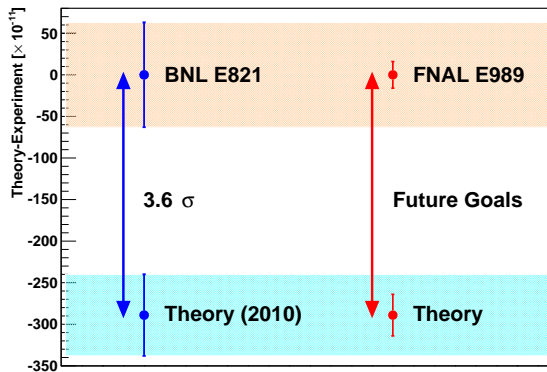 Theory-Experiment [× 10⁻¹¹]
50
0
-50
-100
-150
-200
-250
-300
-350
BNL E821
FNAL E989
3.6 σ
Future Goals
Theory (2010)
Theory